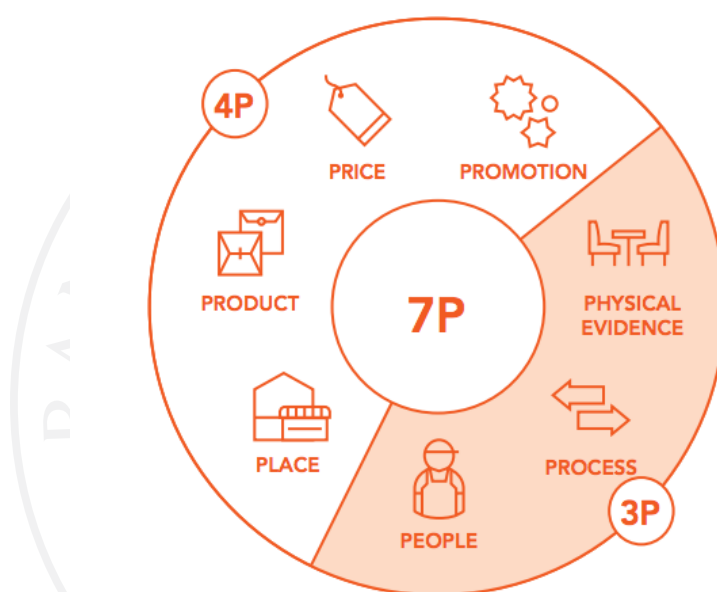 4P
PRICE
PROMOTION
PRODUCT
7P
PHYSICAL
EVIDENCE
PLACE
PROCESS
PEOPLE
3P